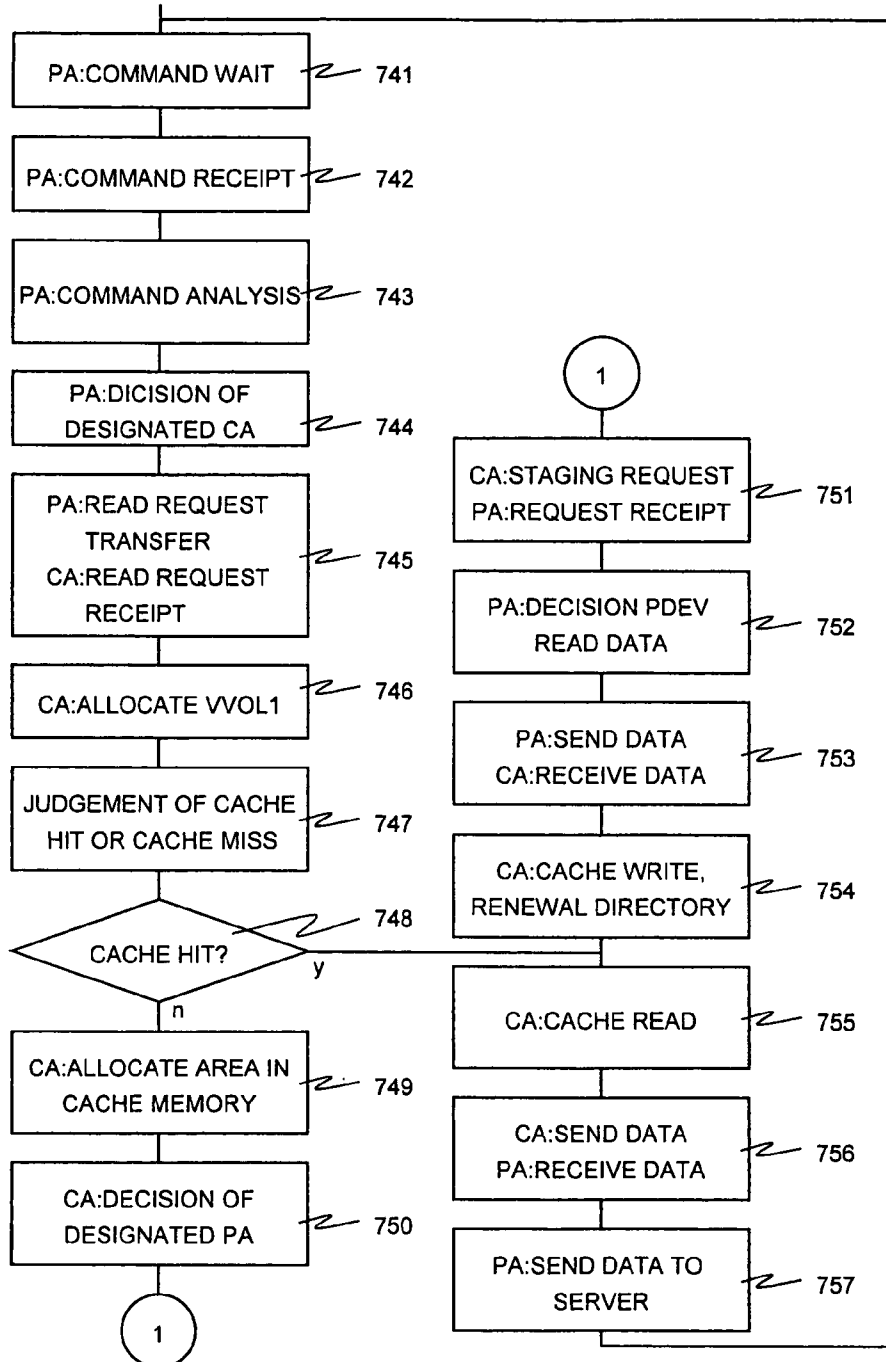 PA:COMMAND WAIT
741
PA:COMMAND RECEIPT
742
PA:COMMAND ANALYSIS
743
PA:DICISION OF
DESIGNATED CA
744
PA:READ REQUEST
TRANSFER
CA:READ REQUEST
RECEIPT
745
CA:ALLOCATE VVOL1
746
JUDGEMENT OF CACHE
HIT OR CACHE MISS
747
CACHE HIT?
748
y
n
CA:ALLOCATE AREA IN
CACHE MEMORY
749
CA:DECISION OF
DESIGNATED PA
750
1
1
CA:STAGING REQUEST
PA:REQUEST RECEIPT
751
PA:DECISION PDEV
READ DATA
752
PA:SEND DATA
CA:RECEIVE DATA
753
CA:CACHE WRITE,
RENEWAL DIRECTORY
754
CA:CACHE READ
755
CA:SEND DATA
PA:RECEIVE DATA
756
PA:SEND DATA TO
SERVER
757